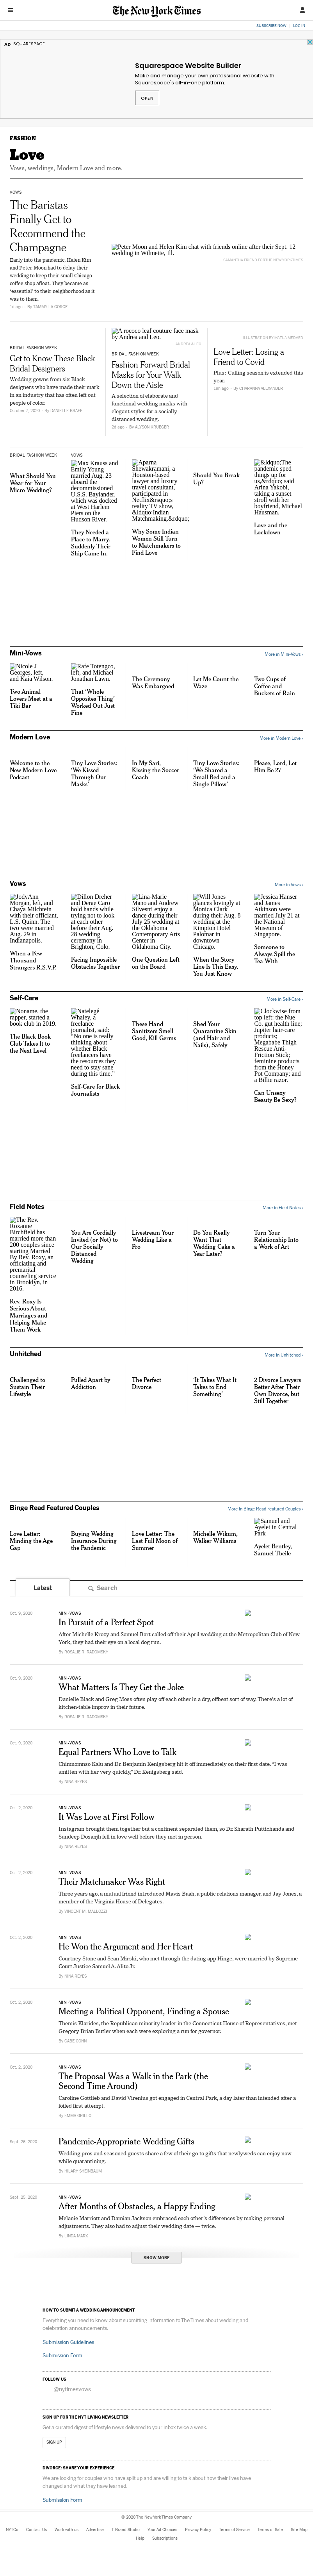 The New York Times
SUBSCRIBE NOW | LOG IN
AD SQUARESPACE
Squarespace Website Builder
Make and manage your own professional website with Squarespace's all-in-one platform.
OPEN
FASHION
Love
Vows, weddings, Modern Love and more.
VOWS
The Baristas Finally Get to Recommend the Champagne
Early into the pandemic, Helen Kim and Peter Moon had to delay their wedding to keep their small Korean coffee shop afloat. They became as ‘essential’ to their neighborhood as it was to them.
By TAMMY LA GORCE
Peter Moon and Helen Kim chat with friends online after their Sept. 12 wedding in Wilmette, Ill.
BRIDAL FASHION WEEK
Get to Know These Black Bridal Designers
Wedding gowns from six Black designers who have made their mark in an industry that has often left out people of color.
October 7, 2020 · By DANIELLE BRAFF
A rococo leaf couture face mask by Andrea and Leo.
ANDREA & LEO
BRIDAL FASHION WEEK
Fashion Forward Bridal Masks for Your Walk Down the Aisle
A selection of elaborate and functional wedding masks with elegant styles for a socially distanced wedding.
By ALYSON KRUEGER
Love Letter: Losing a Friend to Covid
Plus: Cuffing season is extended this year.
By CHARANNA ALEXANDER
BRIDAL FASHION WEEK
What Should You Wear for Your Micro Wedding?
VOWS
Max Krauss and Emily Young married Aug. 23 aboard the decommissioned U.S.S. Baylander, which was docked at West Harlem Piers on the Hudson River.
They Needed a Place to Marry. Suddenly Their Ship Came In.
Aparna Shewakramani, a Houston-based lawyer and luxury travel consultant, participated in Netflix&rsquo;s reality TV show, &ldquo;Indian Matchmaking.&rdquo;
Why Some Indian Women Still Turn to Matchmakers to Find Love
Should You Break Up?
&ldquo;The pandemic sped things up for us,&rdquo; said Arina Yakobi, taking a sunset stroll with her boyfriend, Michael Hausman.
Love and the Lockdown
Mini-Vows
More in Mini-Vows ›
Nicole J Georges, left, and Kaia Wilson.
Two Animal Lovers Meet at a Tiki Bar
Rafe Totengco, left, and Michael Jonathan Lawn.
That ‘Whole Opposites Thing’ Worked Out Just Fine
The Ceremony Was Embargoed
Let Me Count the Waze
Two Cups of Coffee and Buckets of Rain
Modern Love
More in Modern Love ›
Welcome to the New Modern Love Podcast
Tiny Love Stories: ‘We Kissed Through Our Masks’
In My Sari, Kissing the Soccer Coach
Tiny Love Stories: ‘We Shared a Small Bed and a Single Pillow’
Please, Lord, Let Him Be 27
Vows
More in Vows ›
JodyAnn Morgan, left, and Chaya Milchtein with their officiant, L.S. Quinn. The two were married Aug. 29 in Indianapolis.
When a Few Thousand Strangers R.S.V.P.
Dillon Dreher and Derae Caro held hands while trying not to look at each other before their Aug. 28 wedding ceremony in Brighton, Colo.
Facing Impossible Obstacles Together
Lina-Marie Mano and Andrew Silvestri enjoy a dance during their July 25 wedding at the Oklahoma Contemporary Arts Center in Oklahoma City.
One Question Left on the Board
Will Jones glances lovingly at Monica Clark during their Aug. 8 wedding at the Kimpton Hotel Palomar in downtown Chicago.
When the Story Line Is This Easy, You Just Know
Jessica Hanser and James Atkinson were married July 21 at the National Museum of Singapore.
Someone to Always Spill the Tea With
Self-Care
More in Self-Care ›
Noname, the rapper, started a book club in 2019.
The Black Book Club Takes It to the Next Level
Natelegé Whaley, a freelance journalist, said: “No one is really thinking about whether Black freelancers have the resources they need to stay sane during this time.”
Self-Care for Black Journalists
These Hand Sanitizers Smell Good, Kill Germs
Shed Your Quarantine Skin (and Hair and Nails), Safely
Clockwise from top left: the Nue Co. gut health line; Jupiter hair-care products; Megababe Thigh Rescue Anti-Friction Stick; feminine products from the Honey Pot Company; and a Billie razor.
Can Unsexy Beauty Be Sexy?
Field Notes
More in Field Notes ›
The Rev. Roxanne Birchfield has married more than 200 couples since starting Married By Rev. Roxy, an officiating and premarital counseling service in Brooklyn, in 2016.
Rev. Roxy Is Serious About Marriages and Helping Make Them Work
You Are Cordially Invited (or Not) to Our Socially Distanced Wedding
Livestream Your Wedding Like a Pro
Do You Really Want That Wedding Cake a Year Later?
Turn Your Relationship Into a Work of Art
Unhitched
More in Unhitched ›
Challenged to Sustain Their Lifestyle
Pulled Apart by Addiction
The Perfect Divorce
‘It Takes What It Takes to End Something’
2 Divorce Lawyers Better After Their Own Divorce, but Still Together
Binge Read Featured Couples
More in Binge Read Featured Couples ›
Love Letter: Minding the Age Gap
Buying Wedding Insurance During the Pandemic
Love Letter: The Last Full Moon of Summer
Michelle Wikum, Walker Williams
Samuel and Ayelet in Central Park
Ayelet Bentley, Samuel Thede
Latest
Search
Oct. 9, 2020
MINI-VOWS
In Pursuit of a Perfect Spot
After Michelle Krusy and Samuel Bart called off their April wedding at the Metropolitan Club of New York, they had their eye on a local dog run.
By ROSALIE R. RADOMSKY
Oct. 9, 2020
MINI-VOWS
What Matters Is They Get the Joke
Danielle Black and Greg Moss often play off each other in a dry, offbeat sort of way. There’s a lot of kitchen-table improv in their future.
By ROSALIE R. RADOMSKY
Oct. 9, 2020
MINI-VOWS
Equal Partners Who Love to Talk
Chinnomnso Kalu and Dr. Benjamin Kenigsberg hit it off immediately on their first date. “I was smitten with her very quickly,” Dr. Kenigsberg said.
By NINA REYES
Oct. 2, 2020
MINI-VOWS
It Was Love at First Follow
Instagram brought them together but a continent separated them, so Dr. Sharath Puttichanda and Sundeep Doneph fell in love well before they met in person.
By NINA REYES
Oct. 2, 2020
MINI-VOWS
Their Matchmaker Was Right
Three years ago, a mutual friend introduced Mavis Baah, a public relations manager, and Jay Jones, a member of the Virginia House of Delegates.
By VINCENT M. MALLOZZI
Oct. 2, 2020
MINI-VOWS
He Won the Argument and Her Heart
Courtney Stone and Sean Mirski, who met through the dating app Hinge, were married by Supreme Court Justice Samuel A. Alito Jr.
By NINA REYES
Oct. 2, 2020
MINI-VOWS
Meeting a Political Opponent, Finding a Spouse
Themis Klarides, the Republican minority leader in the Connecticut House of Representatives, met Gregory Brian Butler when each were exploring a run for governor.
By GABE COHN
Oct. 2, 2020
MINI-VOWS
The Proposal Was a Walk in the Park (the Second Time Around)
Caroline Gottlieb and David Virenius got engaged in Central Park, a day later than intended after a foiled first attempt.
By EMMA GRILLO
Sept. 26, 2020
Pandemic-Appropriate Wedding Gifts
Wedding pros and seasoned guests share a few of their go to gifts that newlyweds can enjoy now while quarantining.
By HILARY SHEINBAUM
Sept. 25, 2020
MINI-VOWS
After Months of Obstacles, a Happy Ending
Melanie Marriott and Damian Jackson embraced each other’s differences by making personal adjustments. They also had to adjust their wedding date — twice.
By LINDA MARX
SHOW MORE
HOW TO SUBMIT A WEDDING ANNOUNCEMENT
Everything you need to know about submitting information to The Times about wedding and celebration announcements.
Submission Guidelines
Submission Form
FOLLOW US
@nytimesvows
SIGN UP FOR THE NYT LIVING NEWSLETTER
Get a curated digest of lifestyle news delivered to your inbox twice a week.
SIGN UP
DIVORCE: SHARE YOUR EXPERIENCE
We are looking for couples who have split up and are willing to talk about how their lives have changed and what they have learned.
Submission Form
© 2020 The New York Times Company
NYTCo Contact Us Work with us Advertise T Brand Studio Your Ad Choices Privacy Policy Terms of Service Terms of Sale Site Map
Help Subscriptions